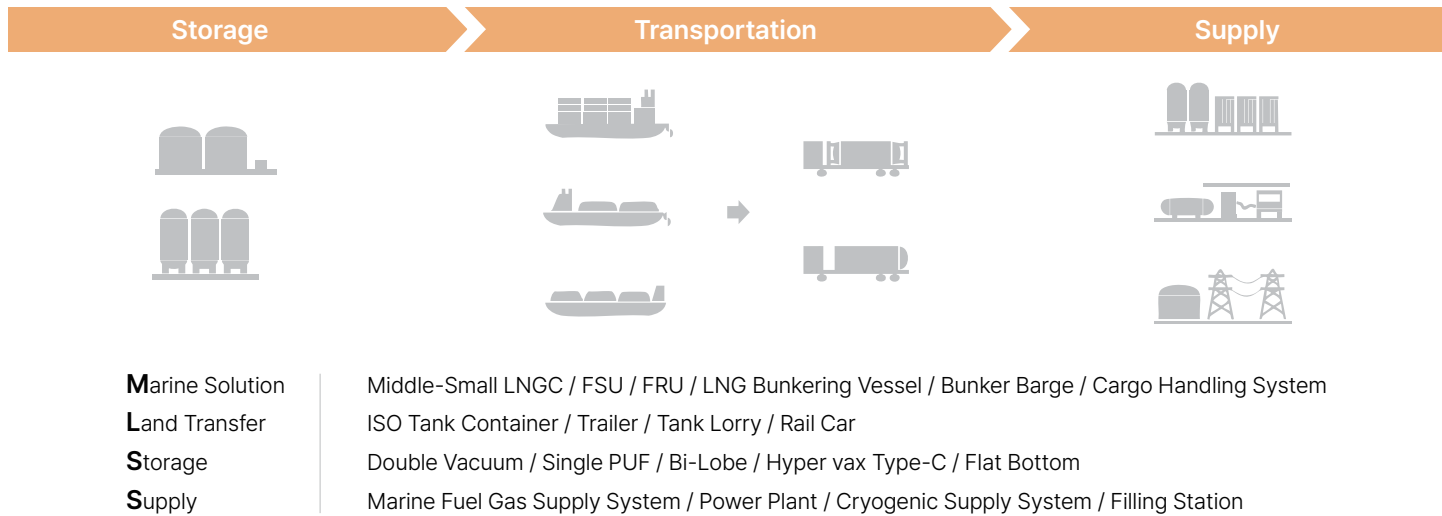 Storage
Transportation
Supply
Marine Solution
Middle-Small LNGC / FSU / FRU / LNG Bunkering Vessel / Bunker Barge / Cargo Handling System
Land Transfer
ISO Tank Container / Trailer / Tank Lorry / Rail Car
Storage
Double Vacuum / Single PUF / Bi-Lobe / Hyper vax Type-C / Flat Bottom
Supply
Marine Fuel Gas Supply System / Power Plant / Cryogenic Supply System / Filling Station